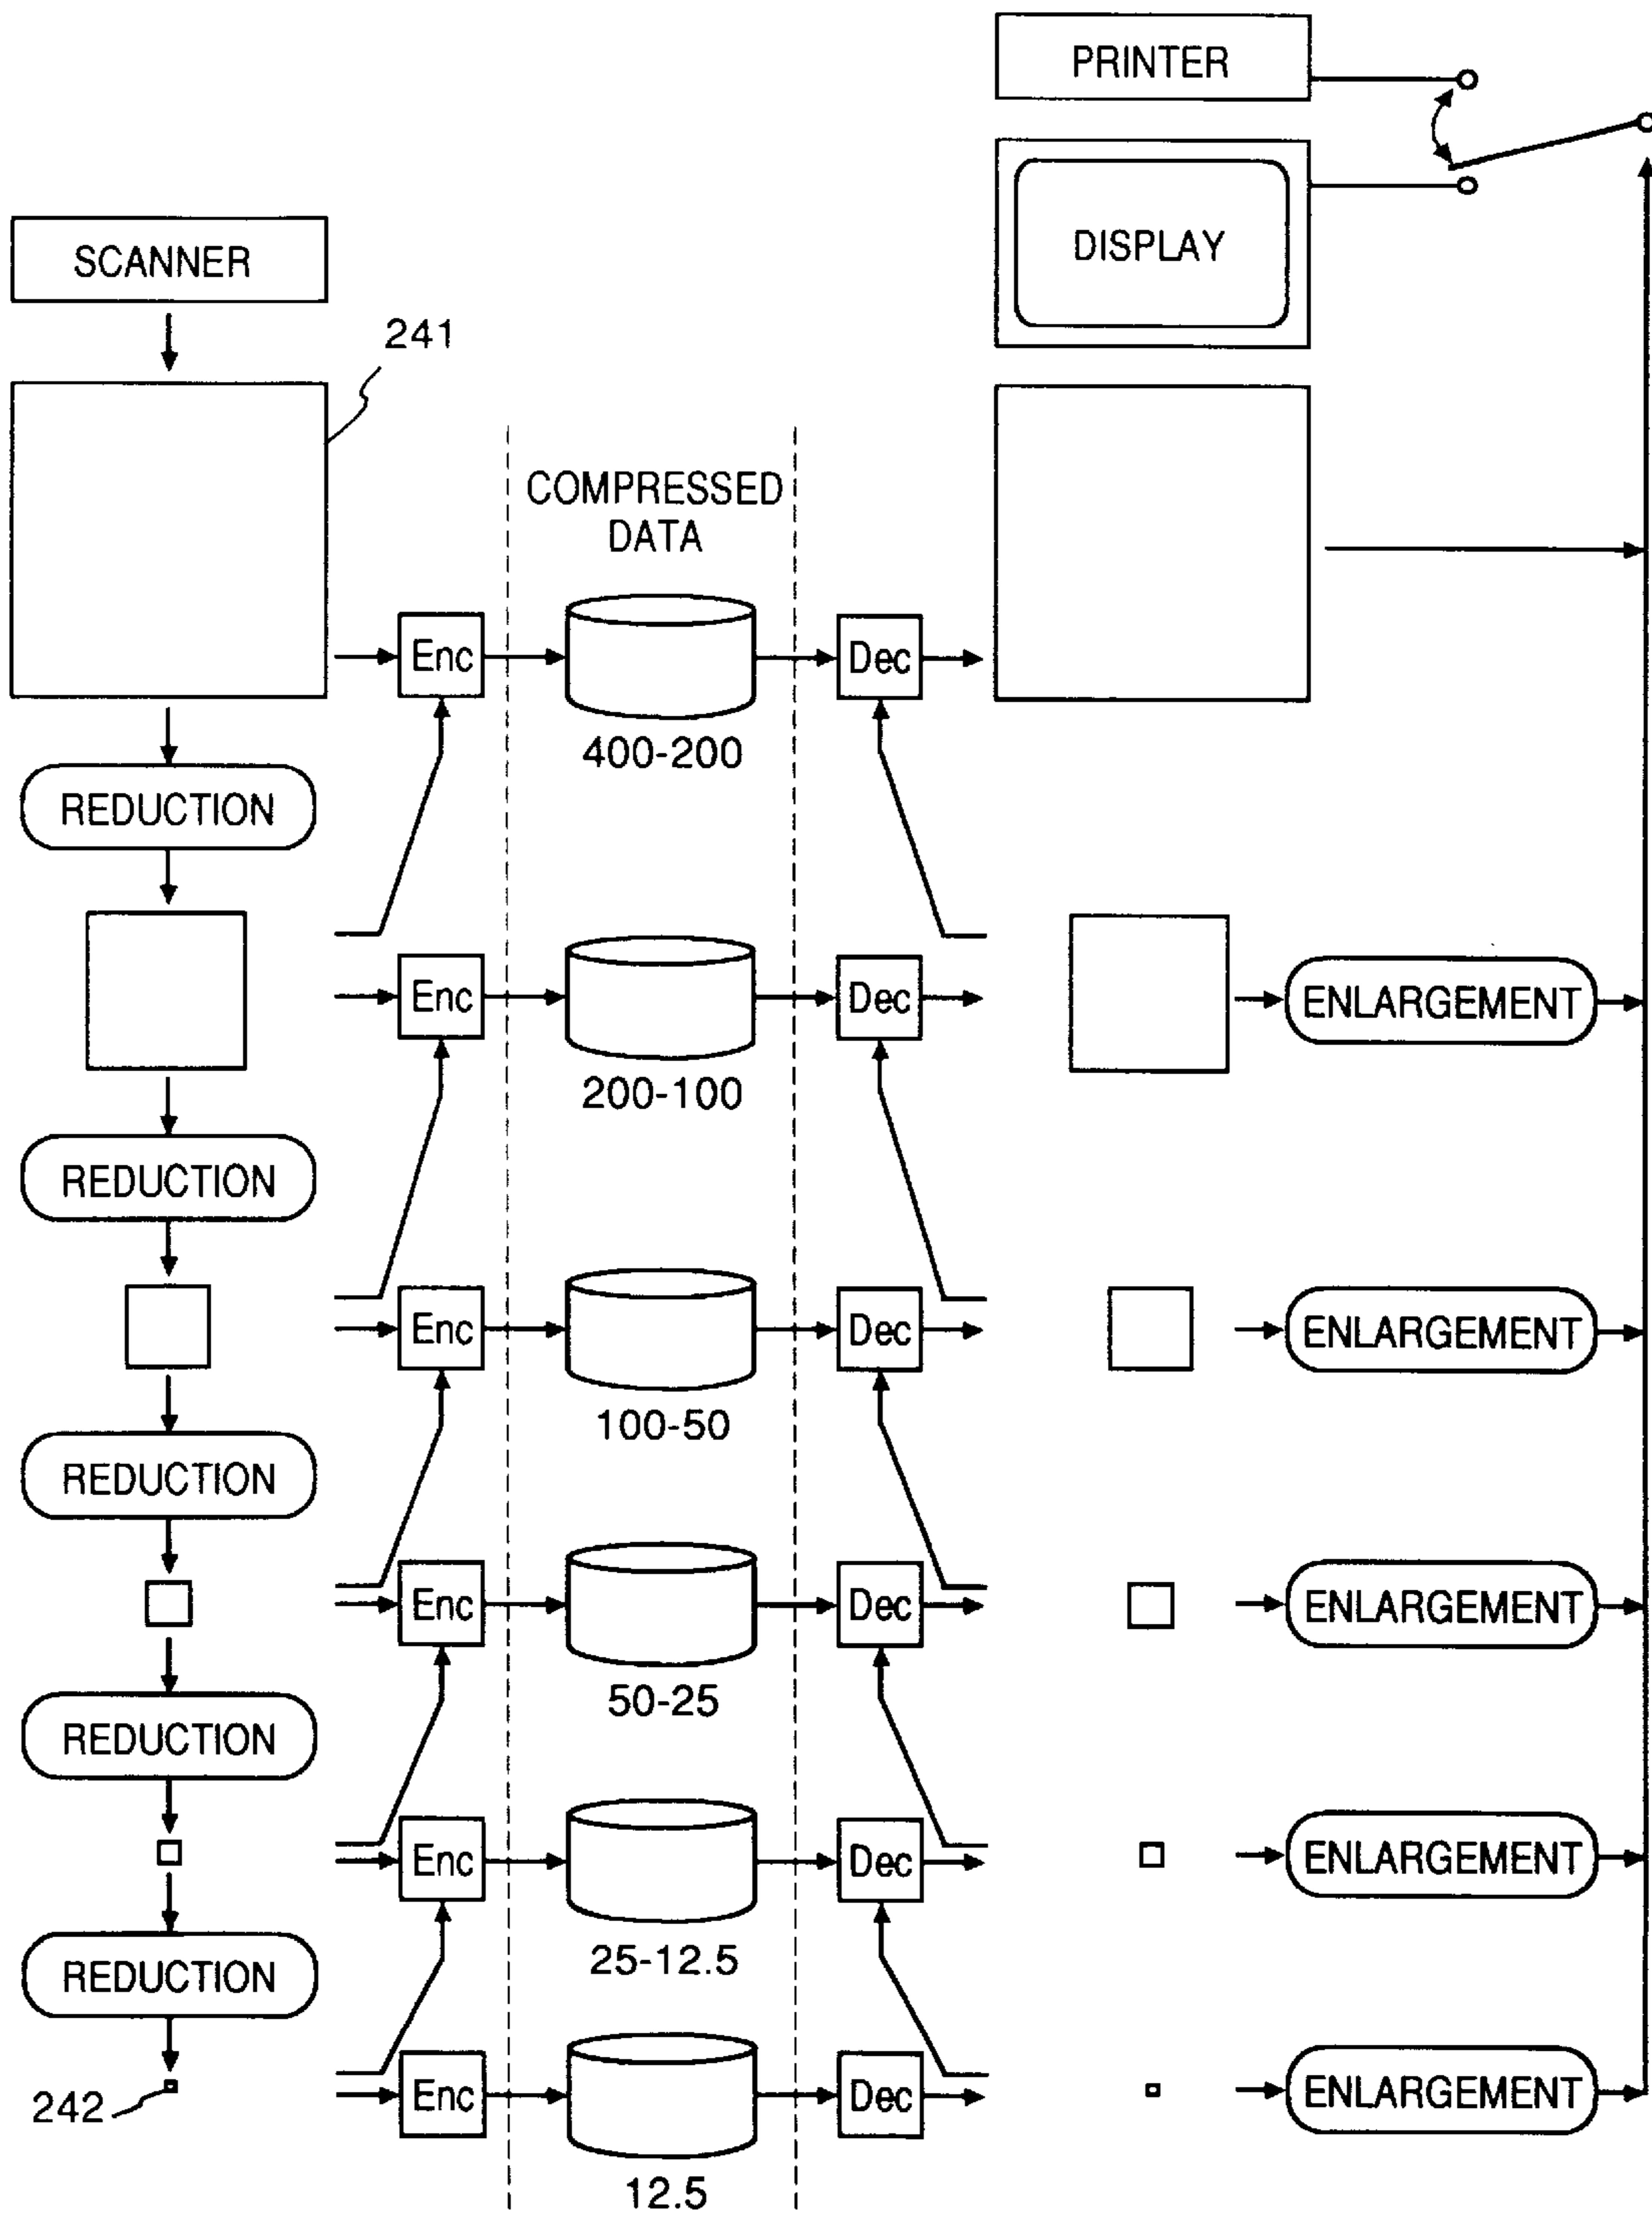 PRINTER
DISPLAY
SCANNER
241
COMPRESSED
DATA
Enc
Dec
400-200
REDUCTION
Enc
Dec
ENLARGEMENT
200-100
REDUCTION
Enc
Dec
ENLARGEMENT
100-50
REDUCTION
Enc
Dec
ENLARGEMENT
50-25
REDUCTION
Enc
Dec
ENLARGEMENT
25-12.5
REDUCTION
Enc
Dec
ENLARGEMENT
242
12.5